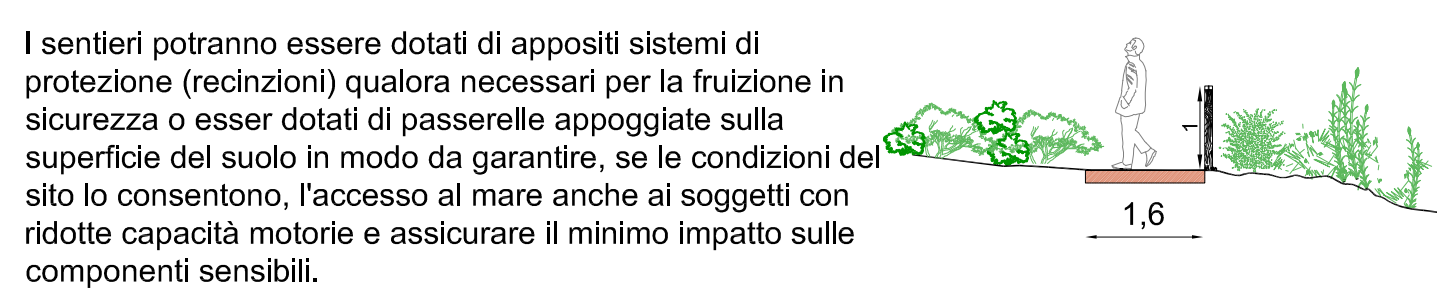 I sentieri potranno essere dotati di appositi sistemi di
protezione (recinzioni) qualora necessari per la fruizione in
sicurezza o esser dotati di passerelle appoggiate sulla
superficie del suolo in modo da garantire, se le condizioni del
sito lo consentono, l'accesso al mare anche ai soggetti con
ridotte capacità motorie e assicurare il minimo impatto sulle
componenti sensibili.
1
1,6